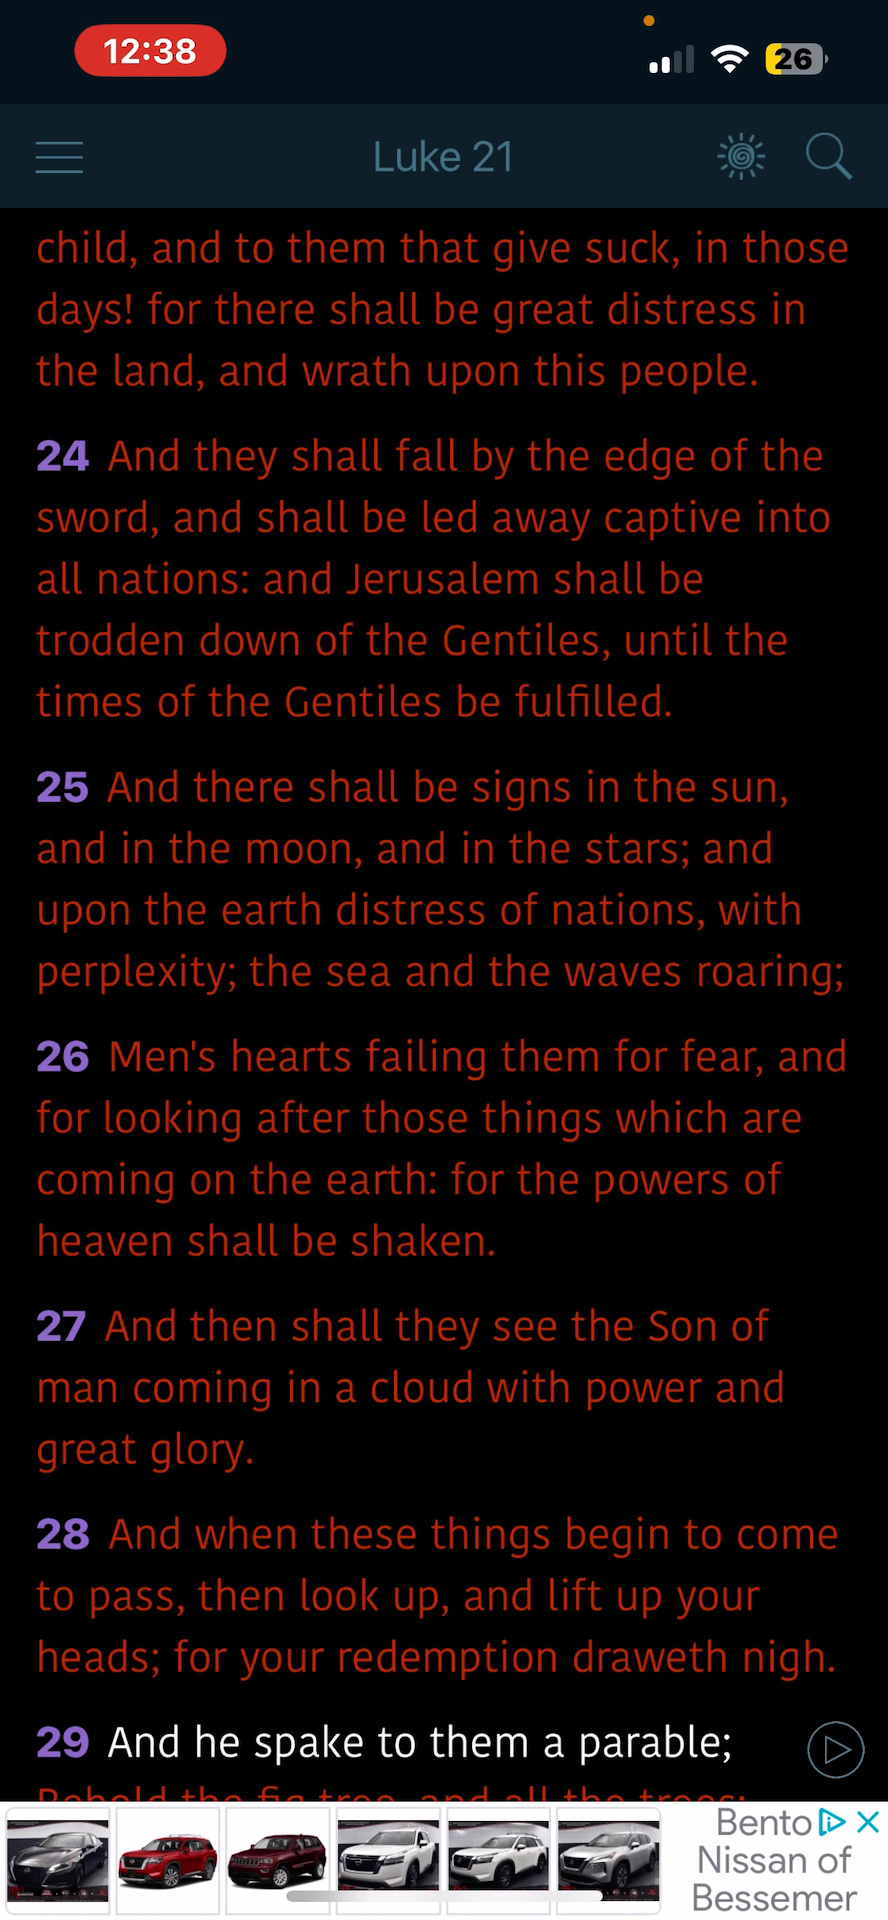 12:38
26
Luke 21
child, and to them that give suck, in those
days! for there shall be great distress in
the land, and wrath upon this people.
24 And they shall fall by the edge of the
sword, and shall be led away captive into
all nations: and Jerusalem shall be
trodden down of the Gentiles, until the
times of the Gentiles be fulfilled.
25 And there shall be signs in the sun,
and in the moon, and in the stars; and
upon the earth distress of nations, with
perplexity; the sea and the waves roaring;
26 Men's hearts failing them for fear, and
for looking after those things which are
coming on the earth: for the powers of
heaven shall be shaken.
27 And then shall they see the Son of
man coming in a cloud with power and
great glory.
28 And when these things begin to come
to pass, then look up, and lift up your
heads; for your redemption draweth nigh.
29 And he spake to them a parable;
Behold the fig tree, and all the trees;
Bento
Nissan of
Bessemer